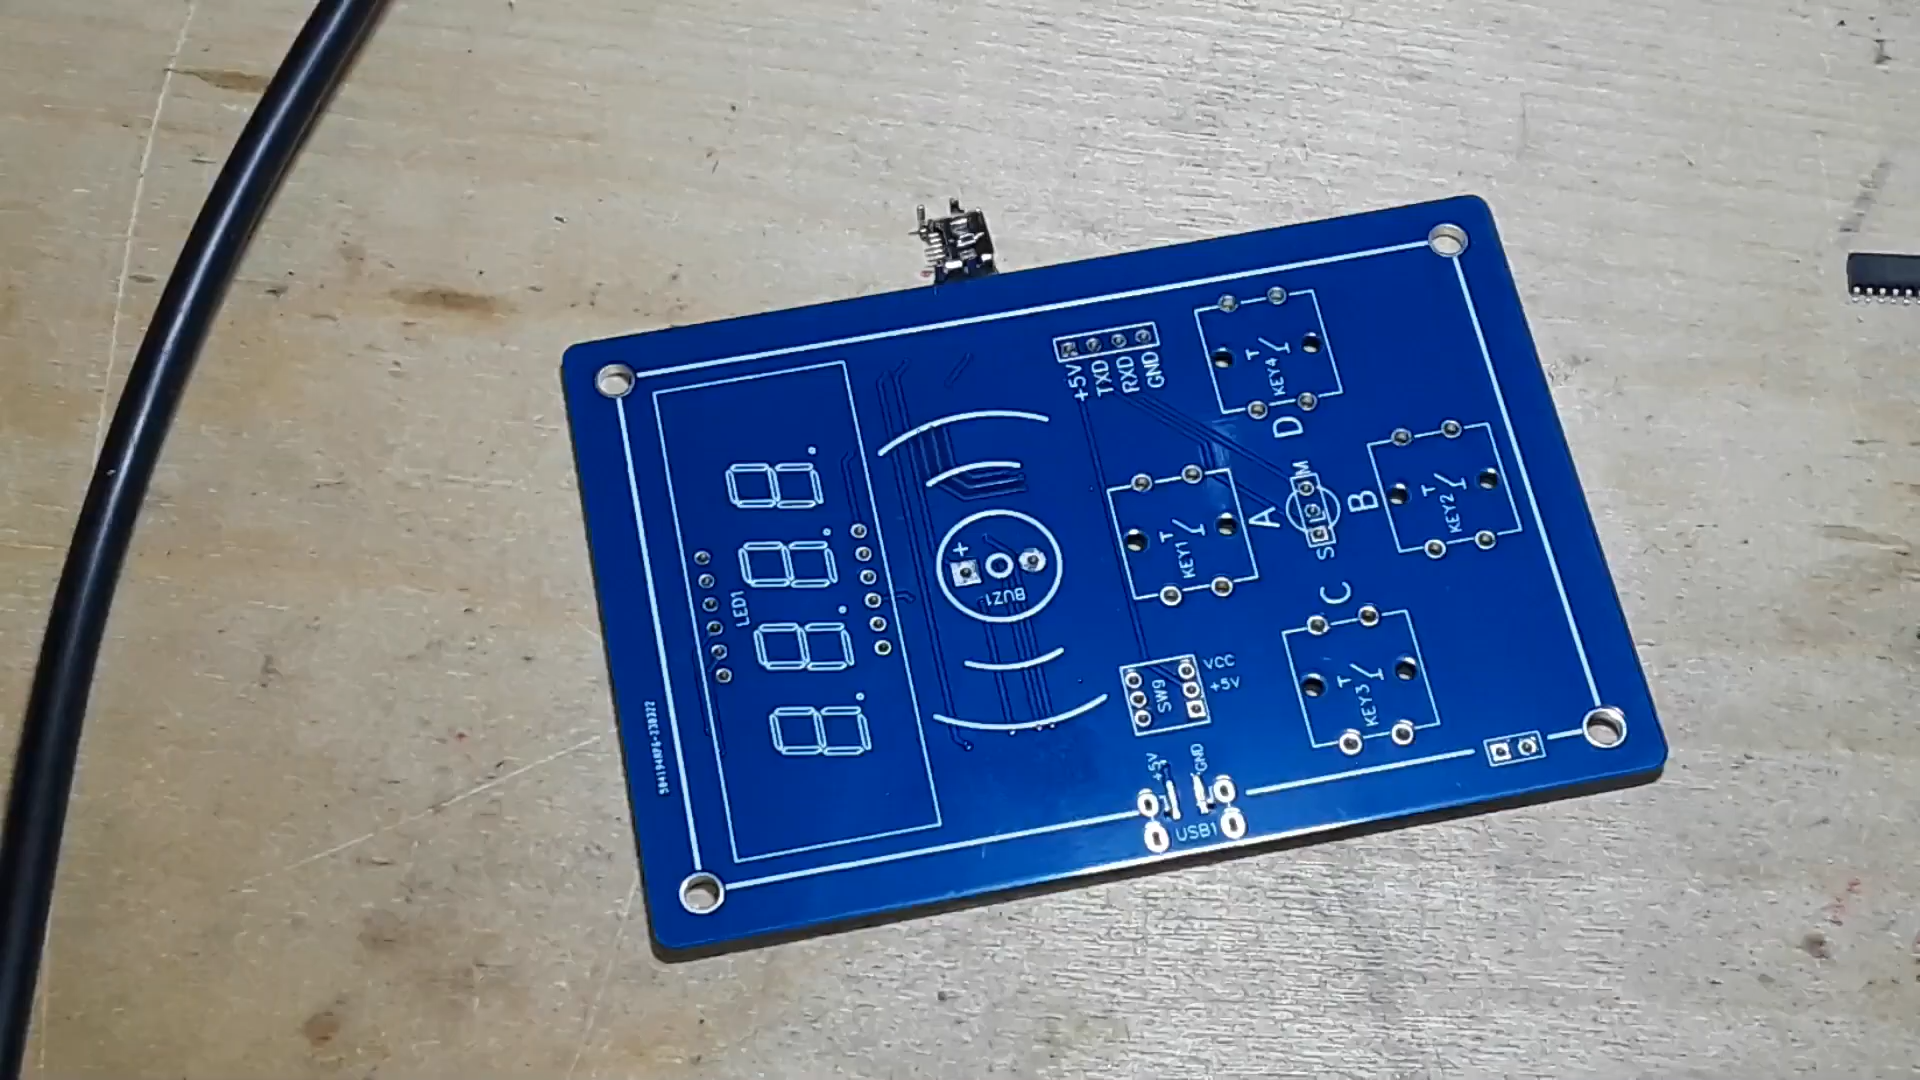 LED1
BUZ1
+
+5V
TXD
RXD
GND
KEY4
D
KEY1
A
S
M
B
KEY2
C
KEY3
SW9
VCC
+5V
+5V
GND
USB1